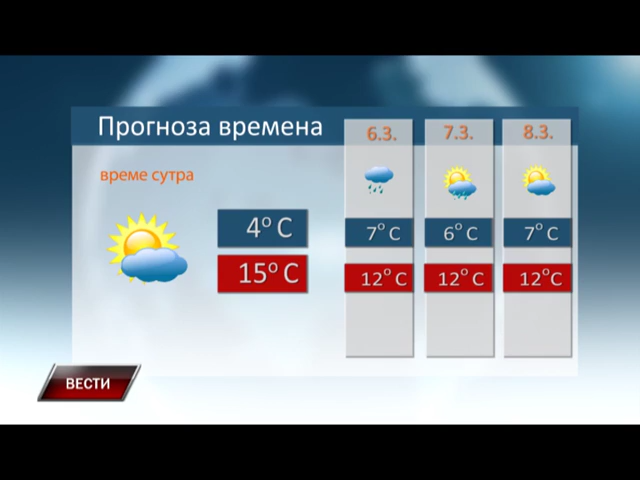 Прогноза времена
време сутра
4° C
15° C
6.3.
7° C
12° C
7.3.
6° C
12° C
8.3.
7° C
12°C
ВЕСТИ